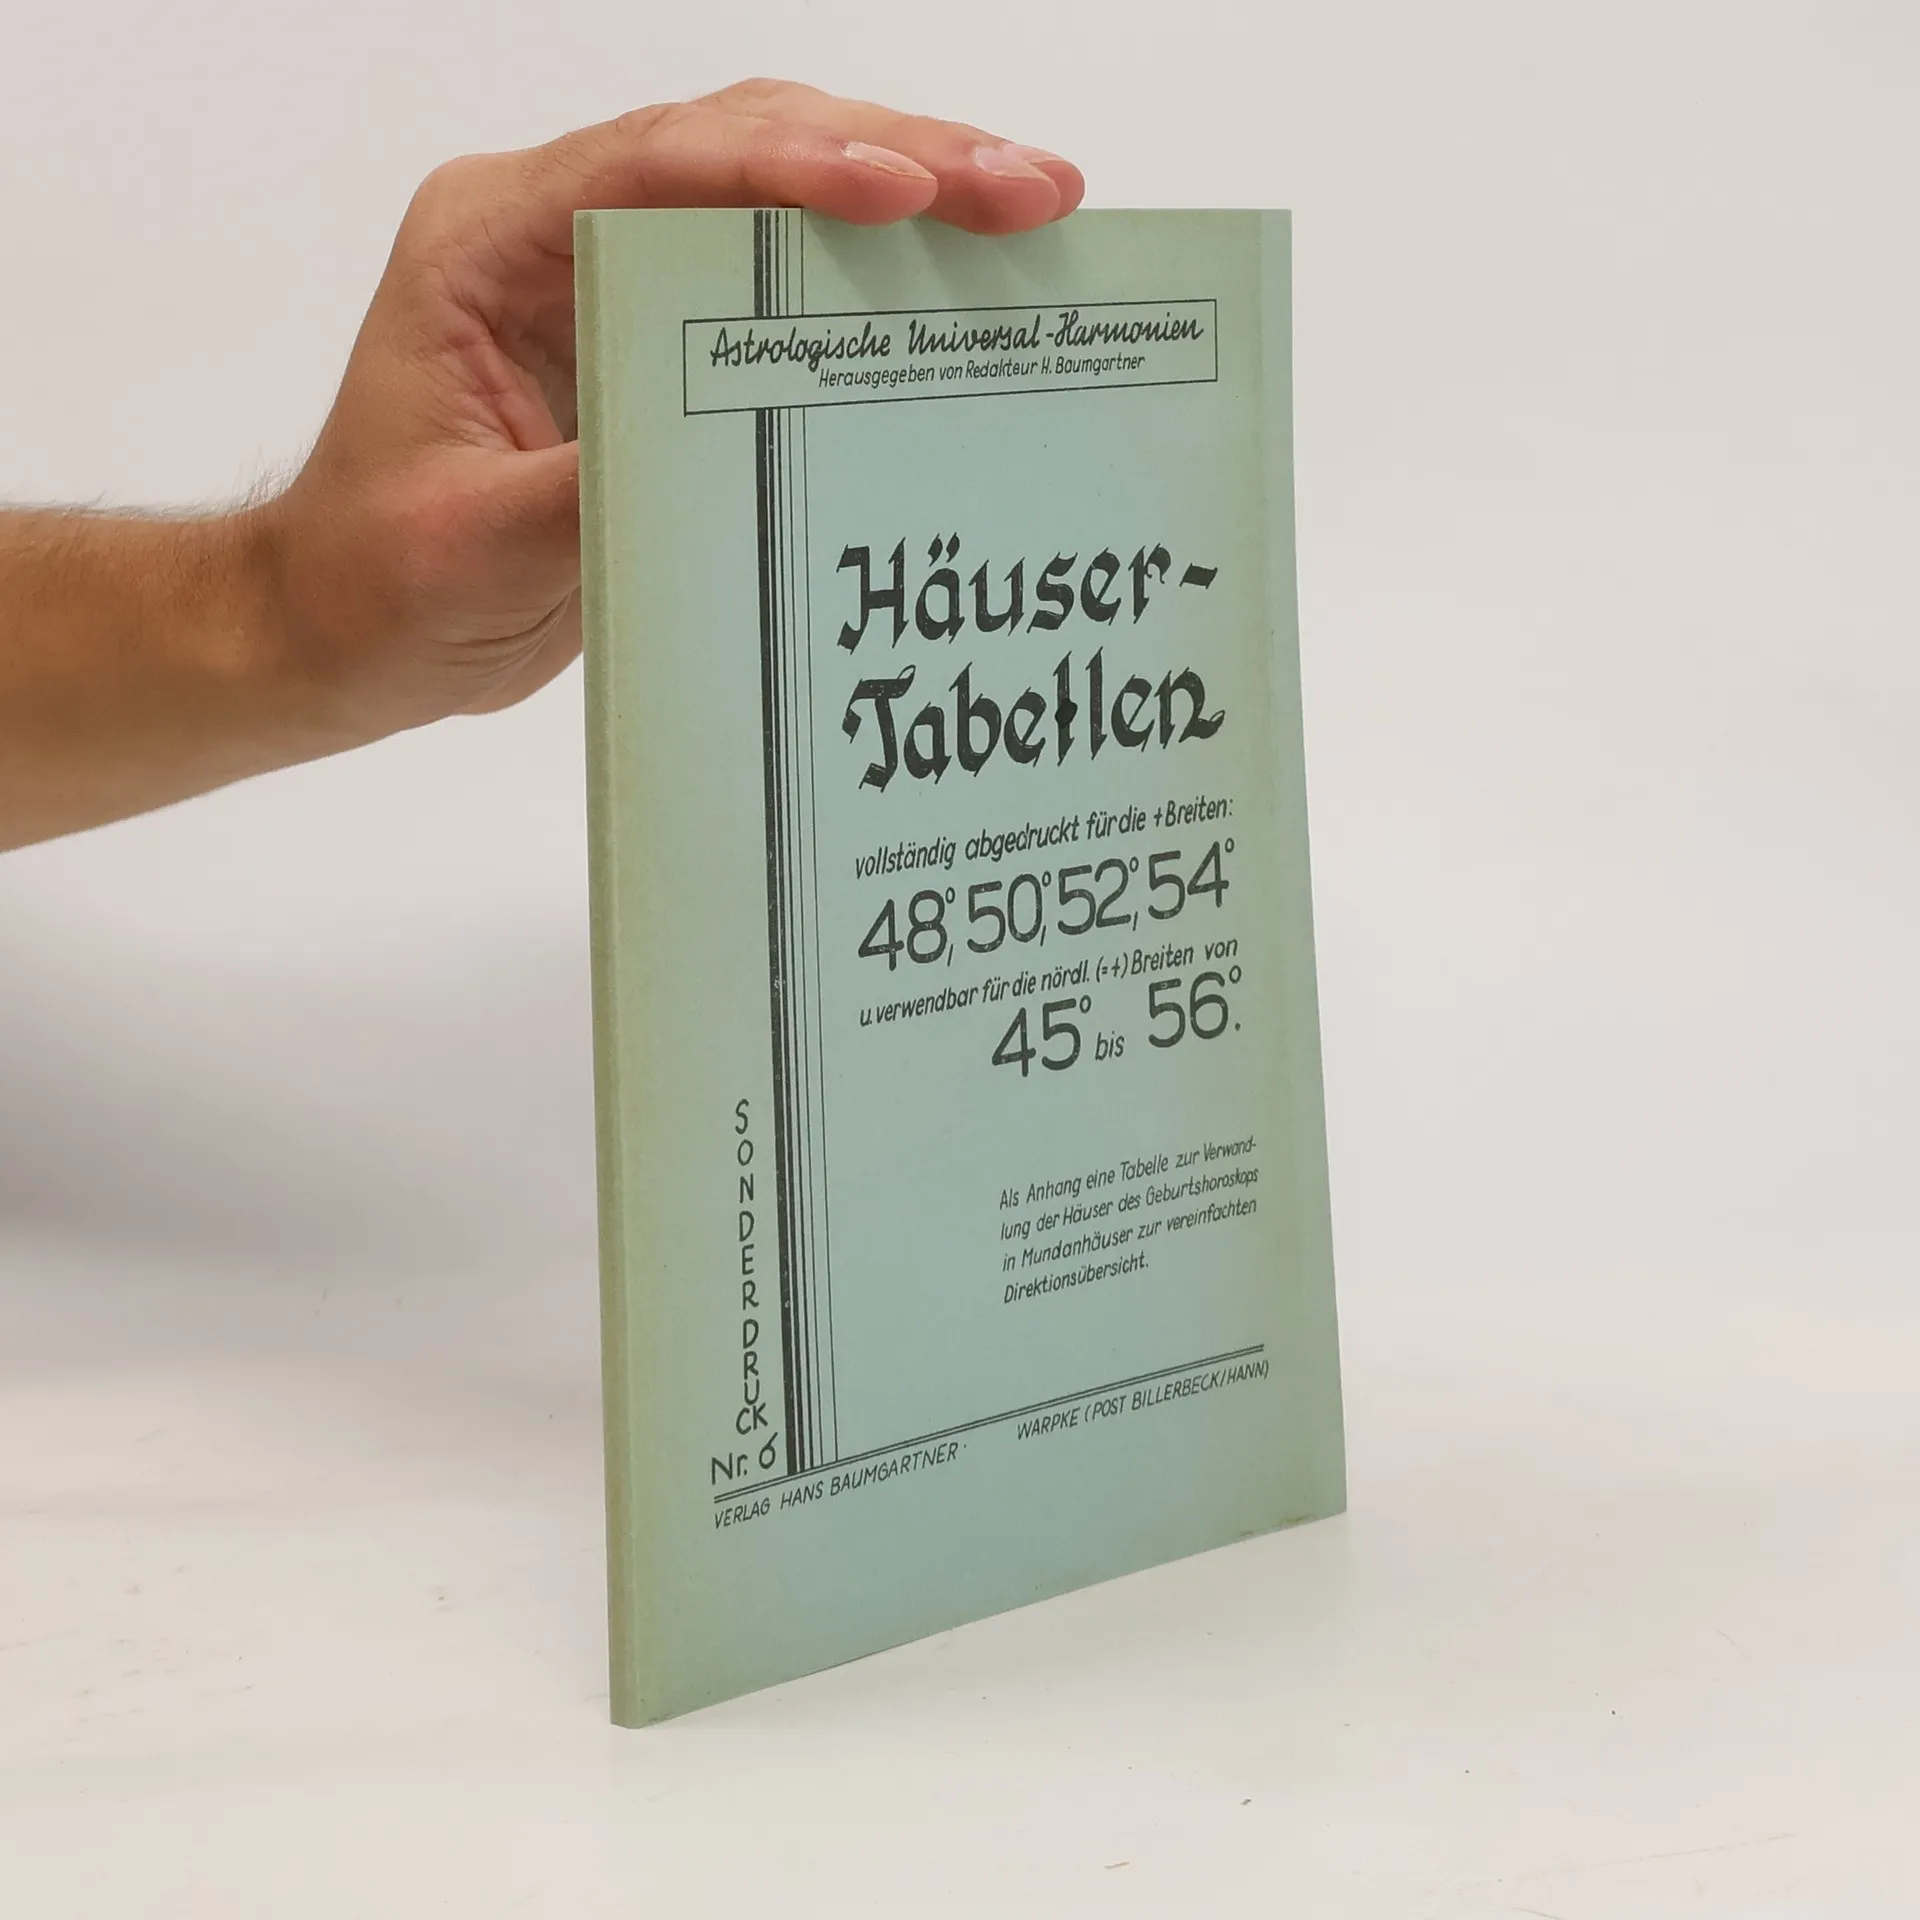 Astrologische Universal-Harmonien
Herausgegeben von Redakteur H. Baumgartner
Häuser-
Tabellen
vollständig abgedruckt für die + Breiten:
48°, 50°, 52°, 54°
u. verwendbar für die nördl. (=+) Breiten von
45° bis 56°.
Als Anhang eine Tabelle zur Verwand-
lung der Häuser des Geburtshoroskops
in Mundanhäuser zur vereinfachten
Direktionsübersicht.
SONDERDRUCK
Nr. 6
VERLAG HANS BAUMGARTNER · WARPKE (POST BILLERBECK/HANN)